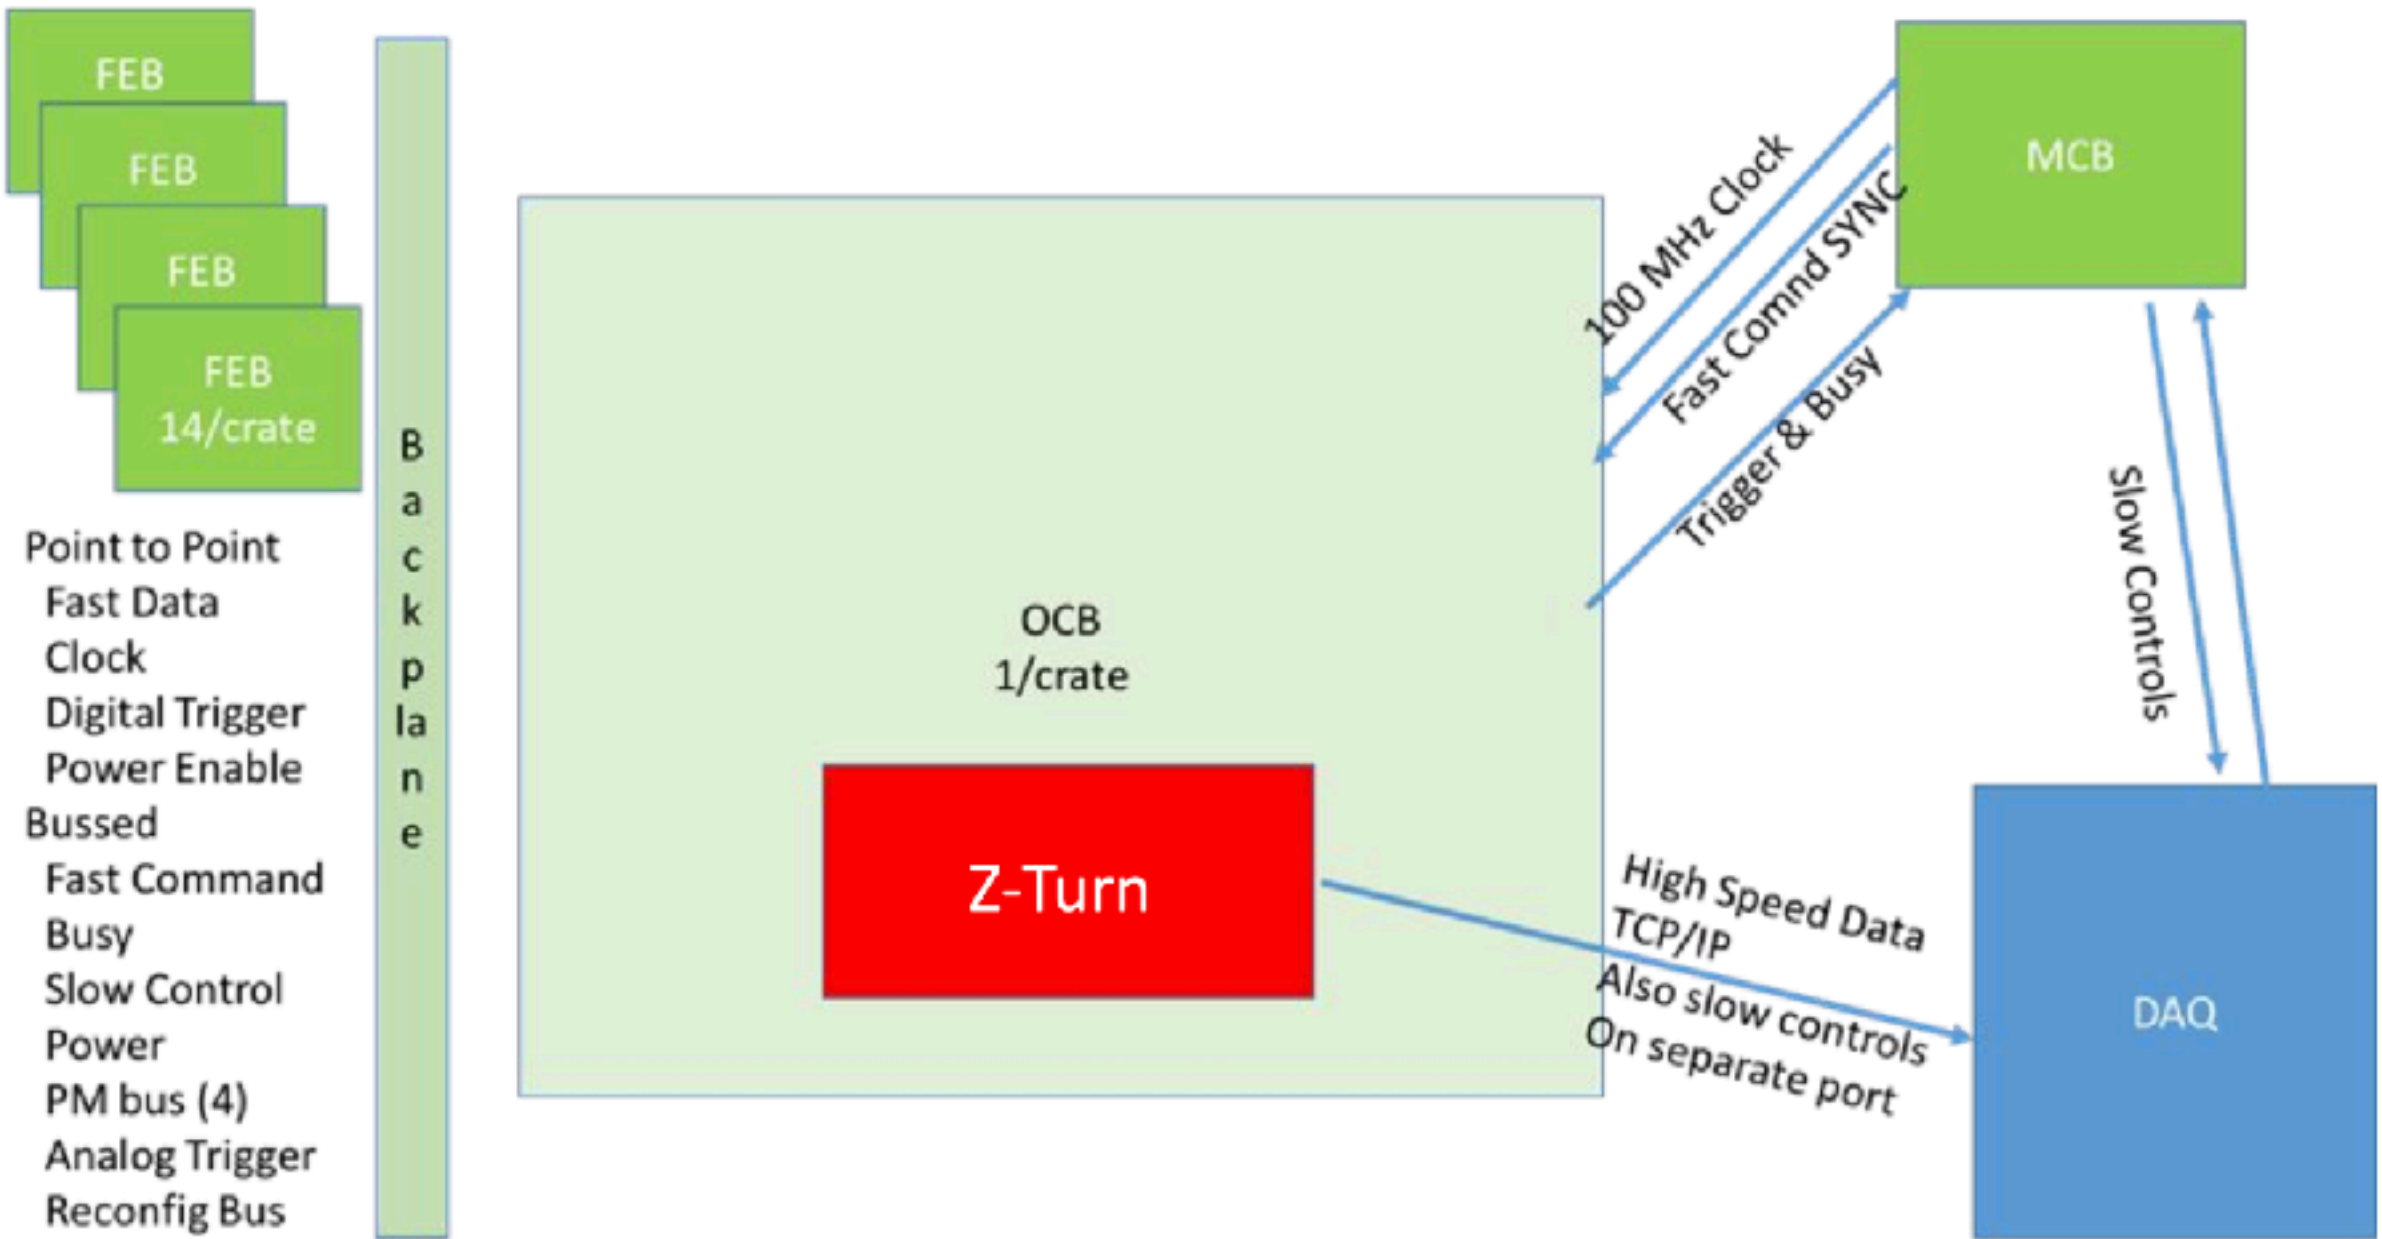 FEB
FEB
FEB
FEB
14/crate
Point to Point
Fast Data
Clock
Digital Trigger
Power Enable
Bussed
Fast Command
Busy
Slow Control
Power
PM bus (4)
Analog Trigger
Reconfig Bus
B
a
c
k
p
la
n
e
OCB
1/crate
Z-Turn
100 MHz Clock
Fast Comnd SYNC
Trigger & Busy
MCB
Slow Controls
High Speed Data
TCP/IP
Also slow controls
On separate port
DAQ